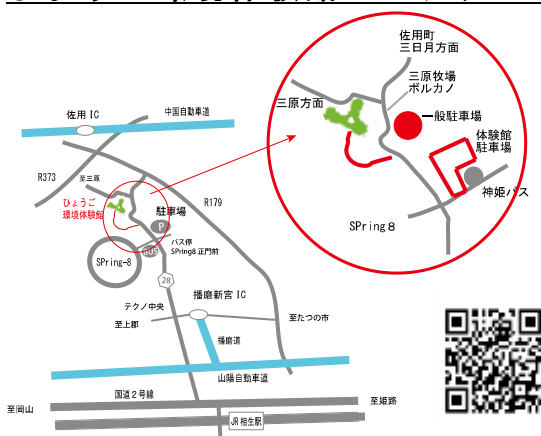 佐用町
三日月方面
三原牧場
ボルカノ
三原方面
一般駐車場
体験館
駐車場
神姫バス
SPring８
佐用 IC
中国自動車道
R373
至三原
ひょうご
環境体験館
駐車場
P
R179
バス停
SPring8 正門前
BUS
SPring-8
28
播磨新宮 IC
テクノ中央
至上郡
至たつの市
播磨道
山陽自動車道
国道２号線
至岡山
至姫路
JR 相生駅